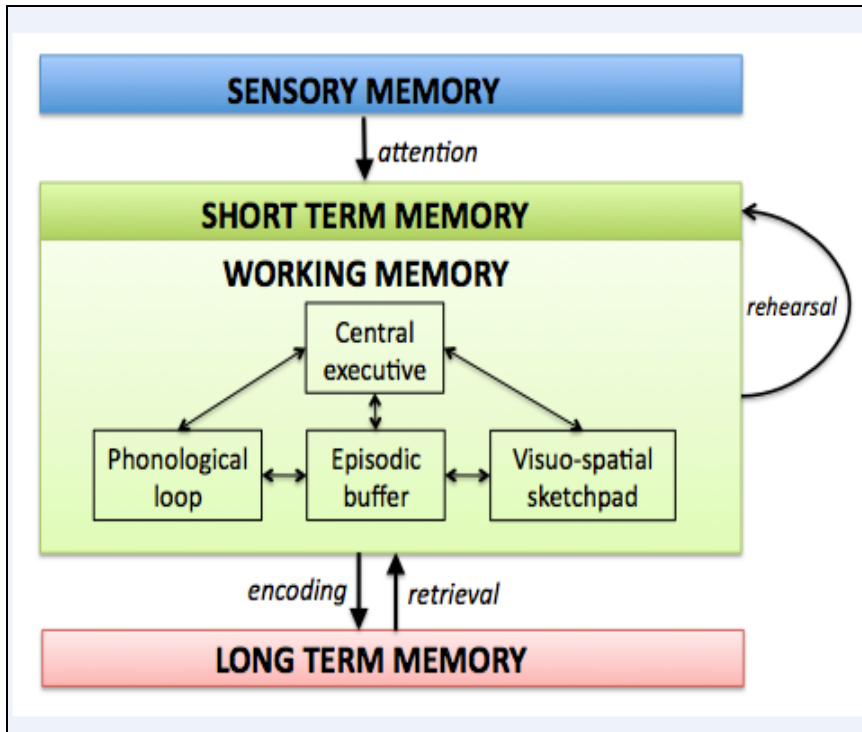 SENSORY MEMORY
attention
SHORT TERM MEMORY
WORKING MEMORY
rehearsal
Central
executive
Phonological
loop
Episodic
buffer
Visuo-spatial
sketchpad
encoding
retrieval
LONG TERM MEMORY